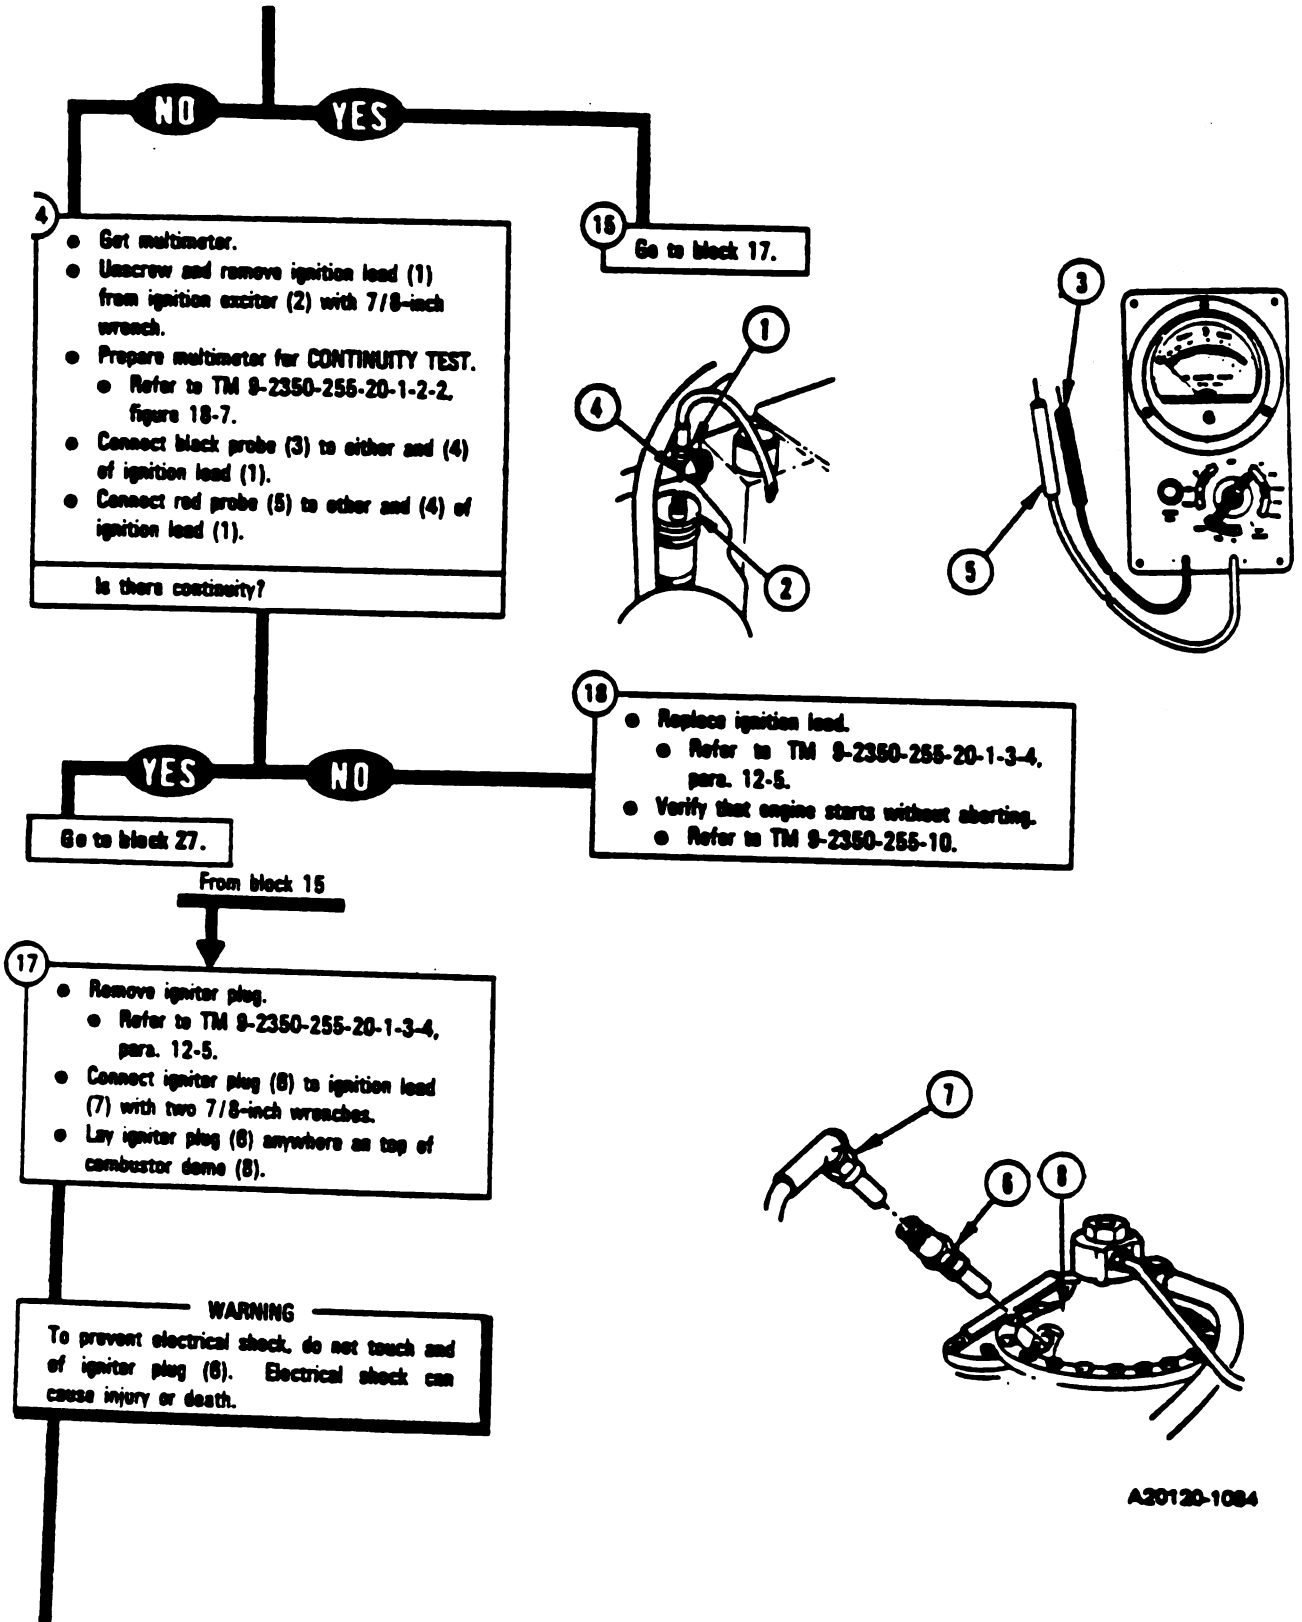 NO
YES
4
● Get multimeter.
● Unscrew and remove ignition lead (1)
from ignition exciter (2) with 7/8-inch
wrench.
● Prepare multimeter for CONTINUITY TEST.
● Refer to TM 9-2350-255-20-1-2-2,
figure 18-7.
● Connect black probe (3) to either end (4)
of ignition lead (1).
● Connect red probe (5) to other end (4) of
ignition lead (1).
Is there continuity?
15
Go to block 17.
1
4
2
3
5
YES
NO
Go to block 27.
16
● Replace ignition lead.
● Refer to TM 9-2350-255-20-1-3-4,
para. 12-5.
● Verify that engine starts without aborting.
● Refer to TM 9-2350-255-10.
From block 15
17
● Remove igniter plug.
● Refer to TM 9-2350-255-20-1-3-4,
para. 12-5.
● Connect igniter plug (6) to ignition lead
(7) with two 7/8-inch wrenches.
● Lay igniter plug (6) anywhere on top of
combustor dome (8).
7
6
8
WARNING
To prevent electrical shock, do not touch end
of igniter plug (6). Electrical shock can
cause injury or death.
A20120-1084